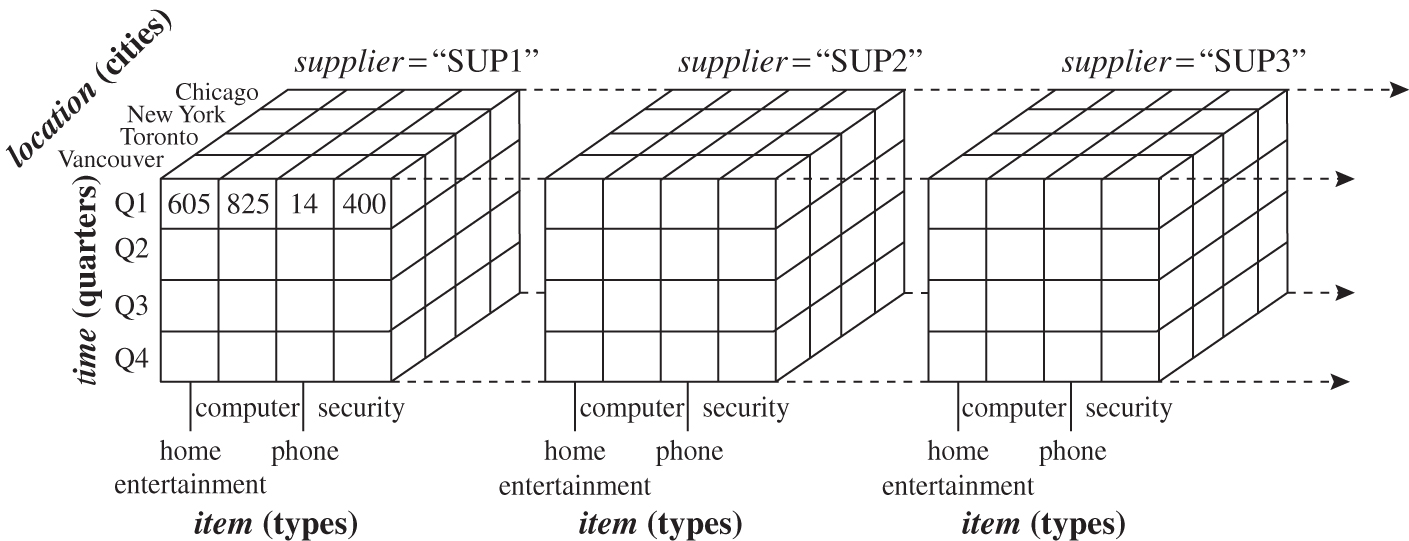 supplier = “SUP1”
supplier = “SUP2”
supplier = “SUP3”
location (cities)
Chicago
New York
Toronto
Vancouver
time (quarters)
Q1 605 825 14 400
Q2
Q3
Q4
computer security
computer security
computer security
home phone
home phone
home phone
entertainment
entertainment
entertainment
item (types)
item (types)
item (types)